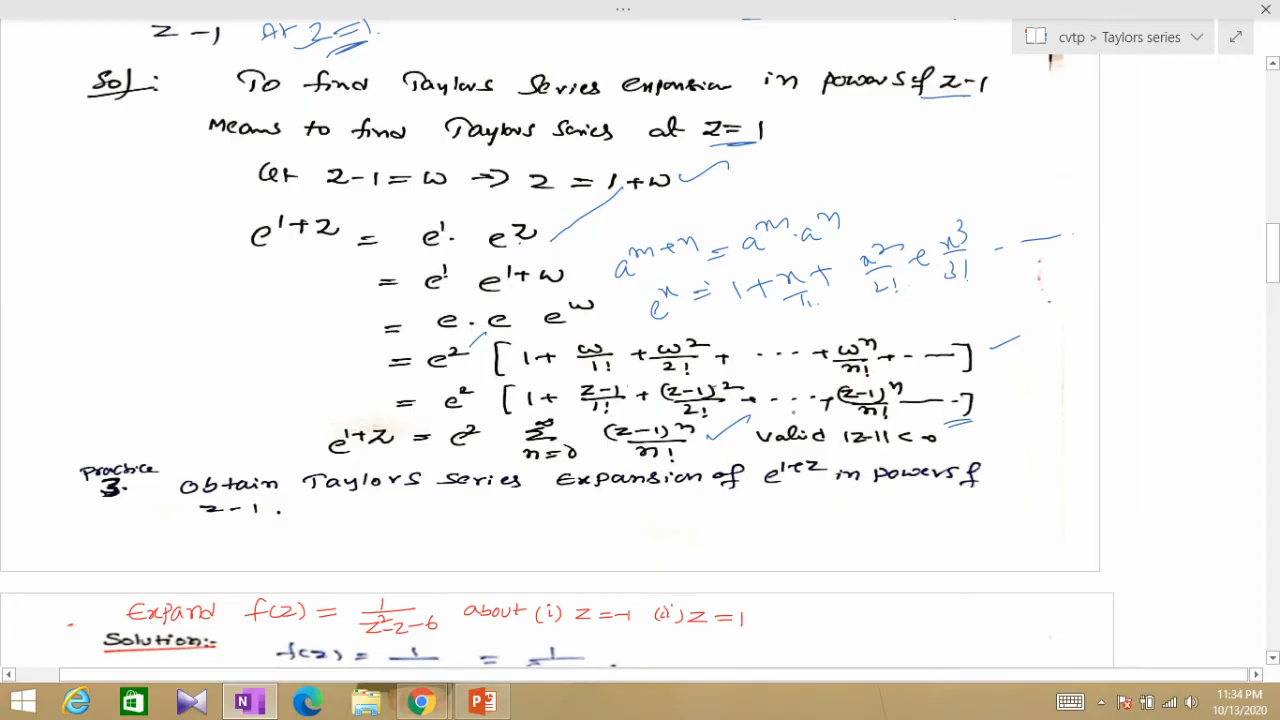 ...
cvtp > Taylors series
z - 1 At z=1.
Sol: To find Taylors Series expansion in powers of z-1
Means to find Taylors Series at z = 1
Let z-1 = w => z = 1+w
e^{1+z} = e^1 . e^z
a^{m+n} = a^m . a^n
= e^1 e^{1+w}
e^x = 1 + x/1! + x^2/2! + x^3/3! - —
= e . e e^w
= e^2 [ 1 + w/1! + w^2/2! + .... + w^n/n! + - — ]
= e^2 [ 1 + z-1/1! + (z-1)^2/2! + .... + (z-1)^n/n! — - ]
e^{1+z} = e^2 ∑_{n=0}^∞ (z-1)^n/n! valid |z-1| < ∞
Practice
3. Obtain Taylors series Expansion of e^{1+z} in powers of
z-1.
Expand f(z) = 1/z^2-z-6 about (i) z = -1 (ii) z = 1
Solution:-
f(z) = 1 = 1
11:34 PM
10/13/2020